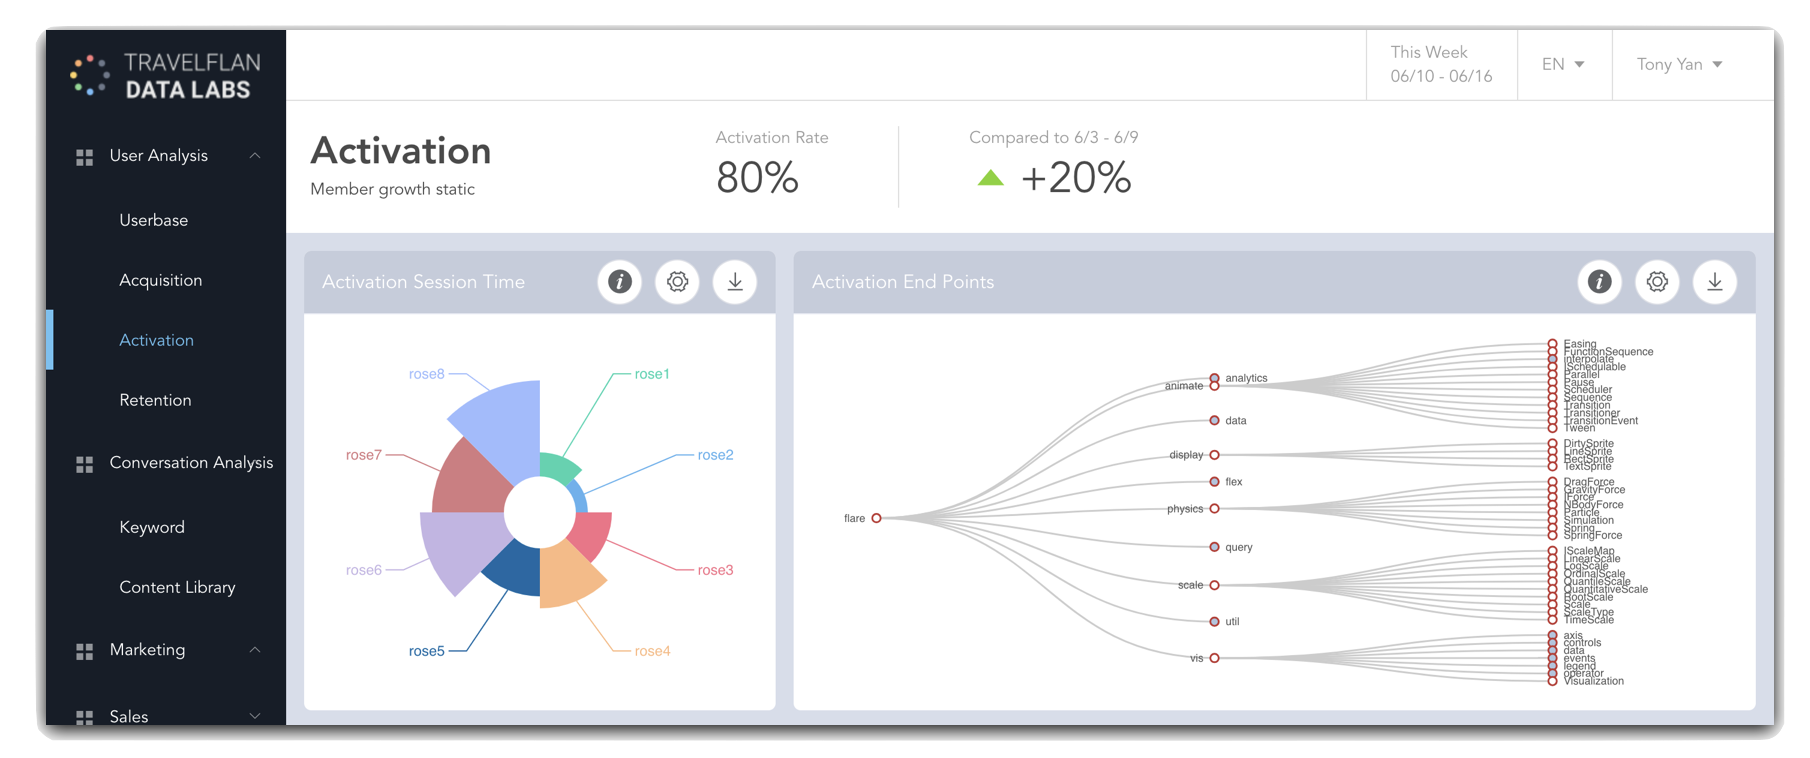 TRAVELFLAN
DATA LABS
This Week
06/10 - 06/16
EN
Tony Yan
User Analysis
Userbase
Acquisition
Activation
Retention
Conversation Analysis
Keyword
Content Library
Marketing
Sales
Activation
Member growth static
Activation Rate
80%
Compared to 6/3 - 6/9
+20%
Activation Session Time
i
rose8
rose1
rose7
rose2
rose6
rose3
rose5
rose4
Activation End Points
i
flare
analytics
animate
data
display
flex
physics
query
scale
util
vis
Easing
FunctionSequence
interpolate
ISchedulable
Parallel
Pause
Scheduler
Sequence
Transition
Transitioner
TransitionEvent
Tween
DirtySprite
LineSprite
RectSprite
TextSprite
DragForce
GravityForce
IForce
NBodyForce
Particle
Simulation
Spring
SpringForce
IScaleMap
LinearScale
LogScale
OrdinalScale
QuantileScale
QuantitativeScale
RootScale
Scale
ScaleType
TimeScale
axis
controls
data
events
legend
operator
Visualization